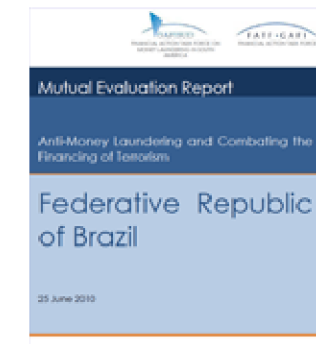 GAFISUD
FATF·GAFI
Mutual Evaluation Report
Anti-Money Laundering and Combating the
Financing of Terrorism
Federative Republic
of Brazil
25 June 2010